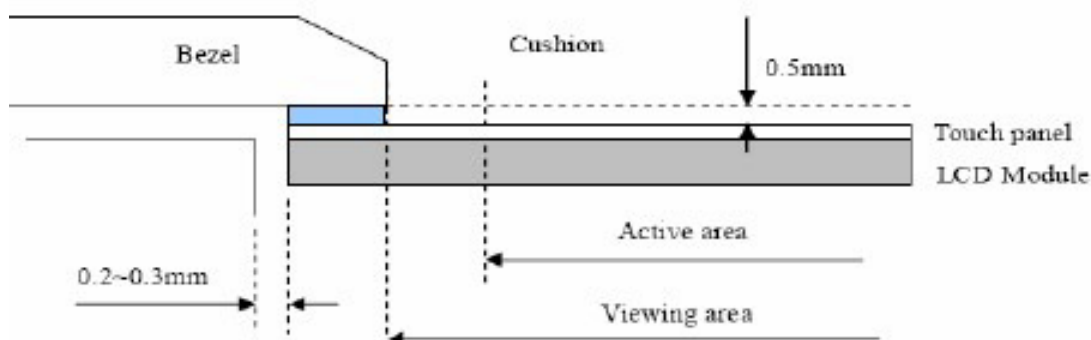 Cushion
Bezel
0.5mm
Touch panel
LCD Module
Active area
0.2~0.3mm
Viewing area